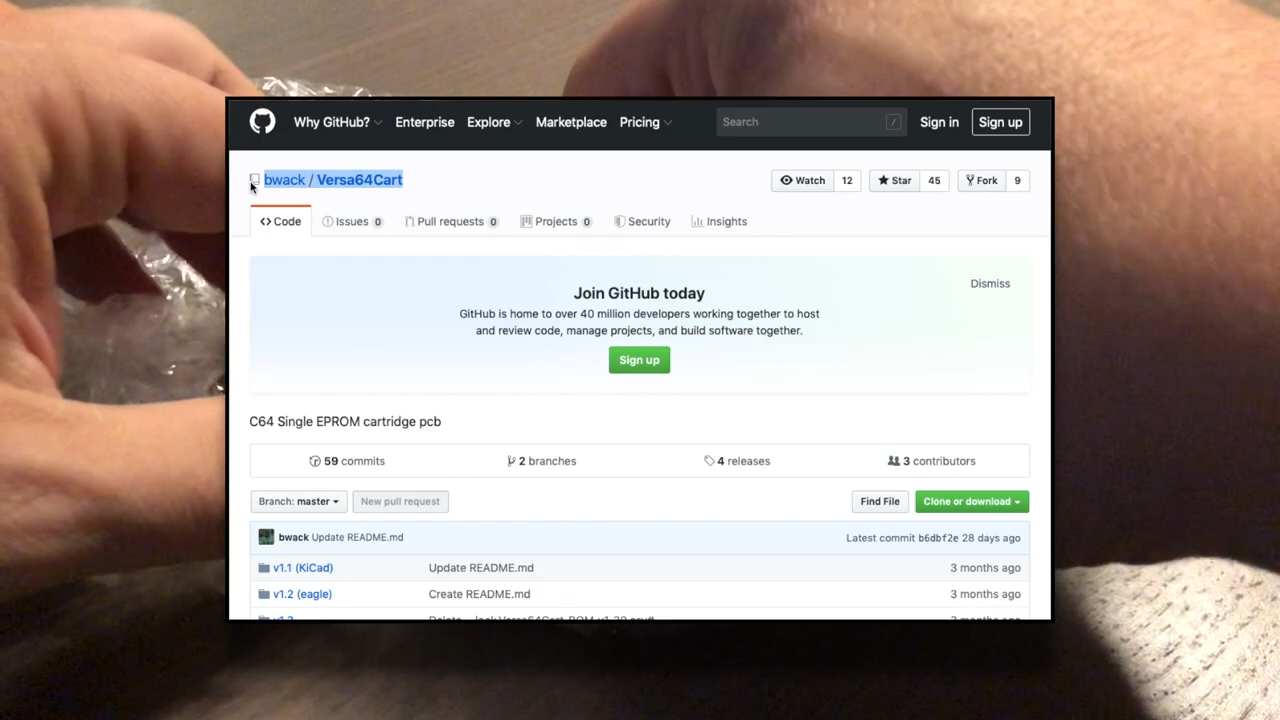 Why GitHub? Enterprise Explore Marketplace Pricing Search / Sign in Sign up
bwack / Versa64Cart Watch 12 Star 45 Fork 9
Code Issues 0 Pull requests 0 Projects 0 Security Insights
Dismiss
Join GitHub today
GitHub is home to over 40 million developers working together to host
and review code, manage projects, and build software together.
Sign up
C64 Single EPROM cartridge pcb
59 commits 2 branches 4 releases 3 contributors
Branch: master New pull request Find File Clone or download
bwack Update README.md Latest commit b6dbf2e 28 days ago
v1.1 (KiCad) Update README.md 3 months ago
v1.2 (eagle) Create README.md 3 months ago